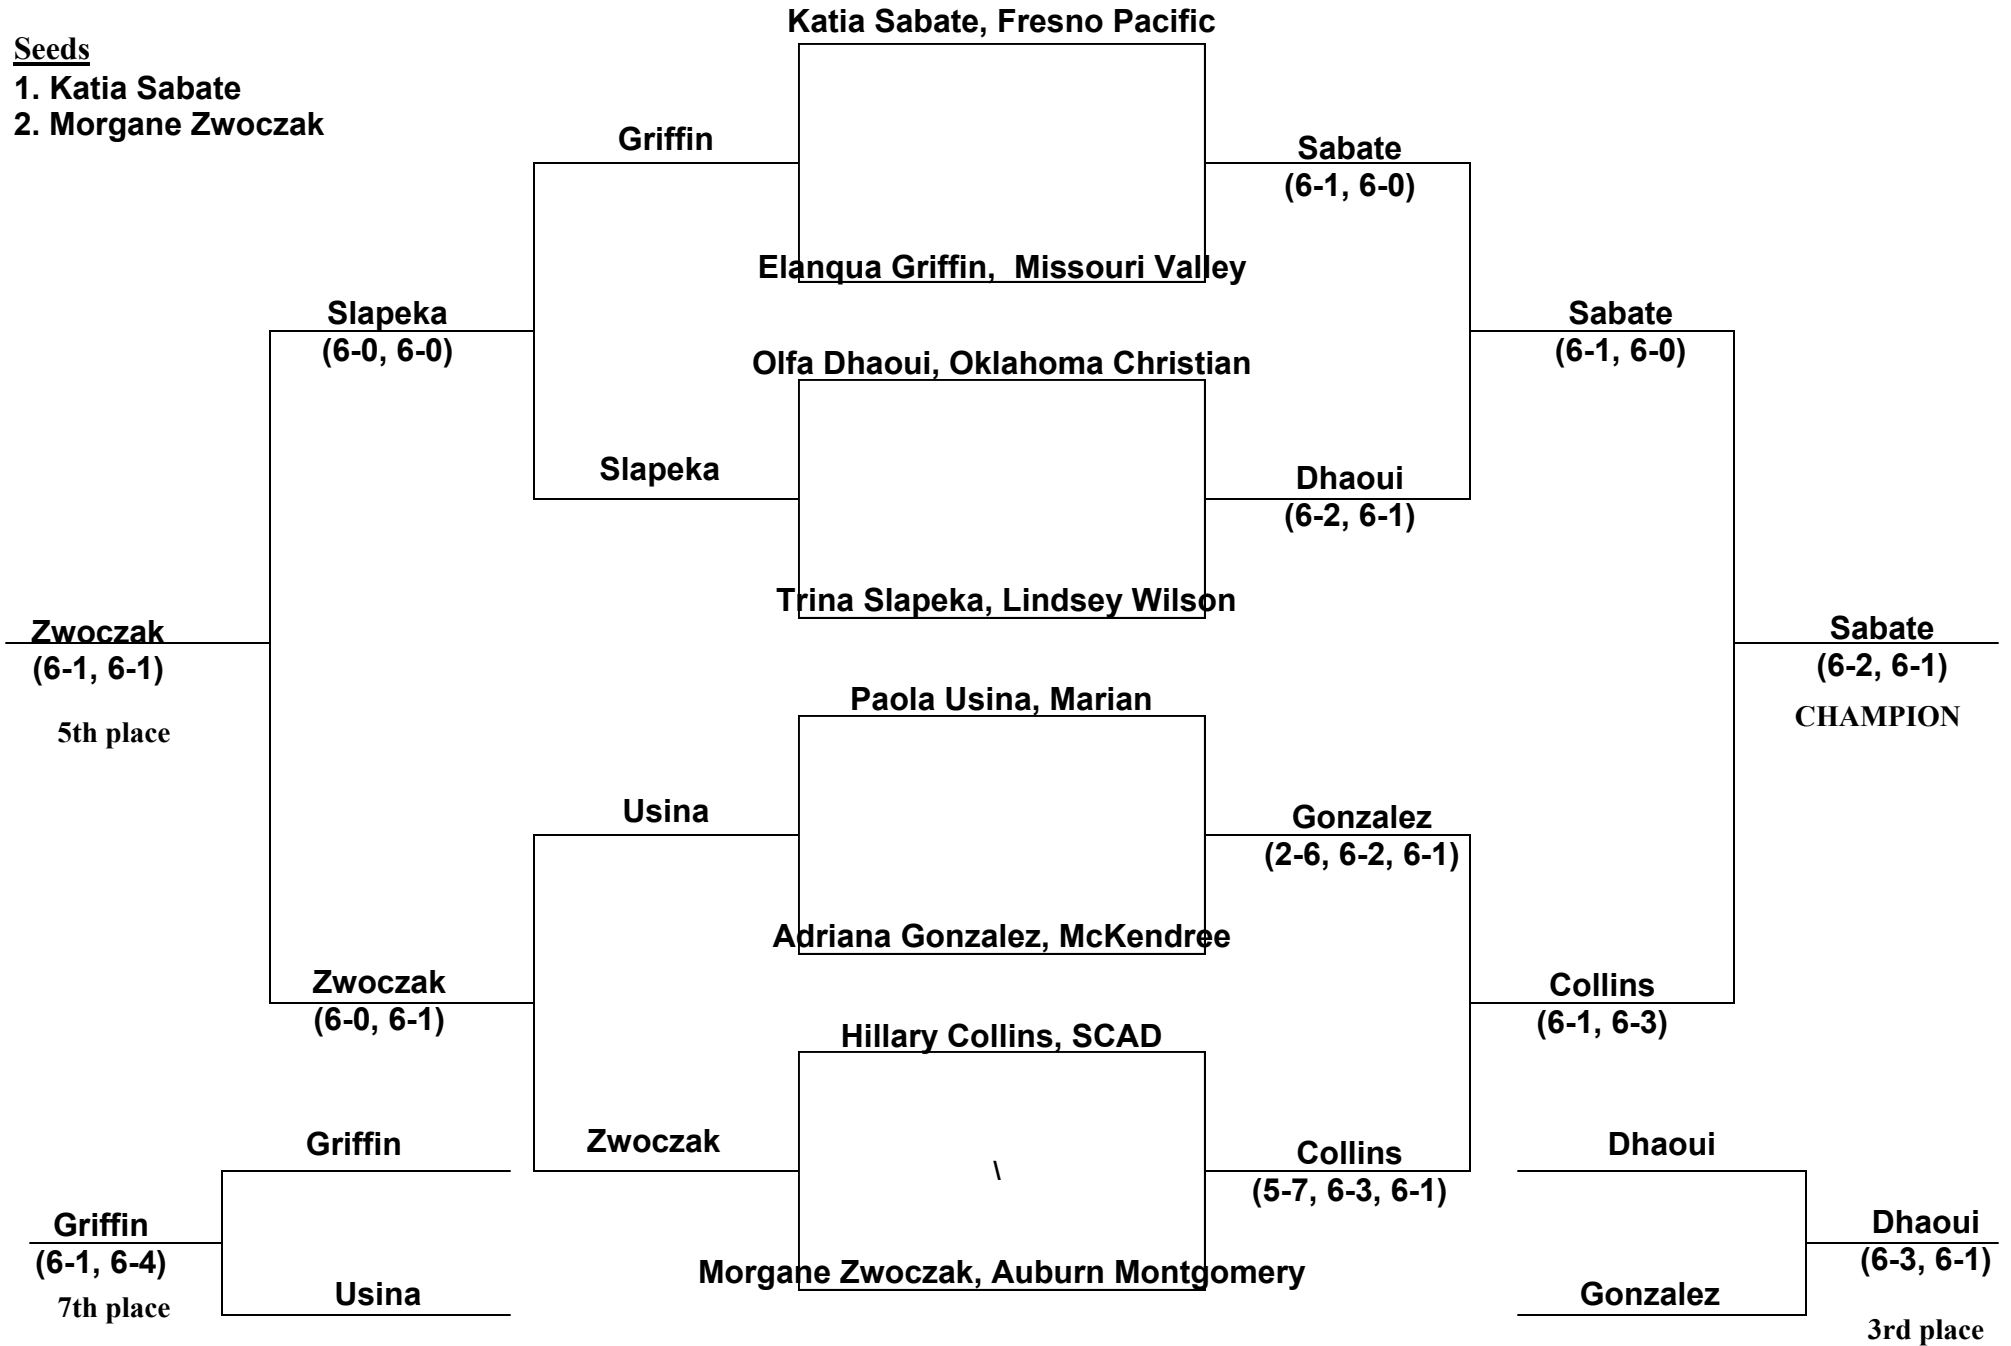 Katia Sabate, Fresno Pacific
Seeds
1. Katia Sabate
2. Morgane Zwoczak
Griffin
Sabate
(6-1, 6-0)
Elanqua Griffin,  Missouri Valley
Slapeka
(6-0, 6-0)
Sabate
(6-1, 6-0)
Olfa Dhaoui, Oklahoma Christian
Slapeka
Dhaoui
(6-2, 6-1)
Trina Slapeka, Lindsey Wilson
Zwoczak
(6-1, 6-1)
5th place
Sabate
(6-2, 6-1)
CHAMPION
Paola Usina, Marian
Usina
Gonzalez
(2-6, 6-2, 6-1)
Adriana Gonzalez, McKendree
Zwoczak
(6-0, 6-1)
Collins
(6-1, 6-3)
Hillary Collins, SCAD
Zwoczak
\
Collins
(5-7, 6-3, 6-1)
Morgane Zwoczak, Auburn Montgomery
Griffin
Griffin
(6-1, 6-4)
7th place
Usina
Dhaoui
Dhaoui
(6-3, 6-1)
Gonzalez
3rd place